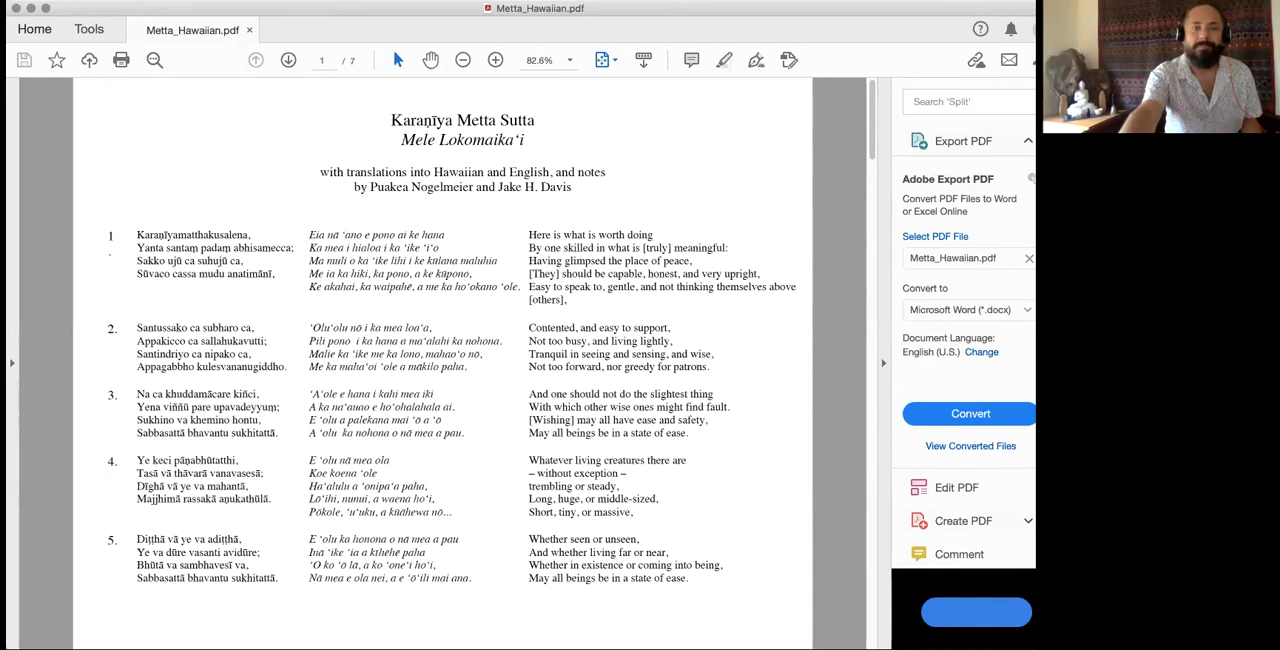 Metta_Hawaiian.pdf
Home Tools Metta_Hawaiian.pdf ×
1 / 7 82.6%
Karaṇīya Metta Sutta
Mele Lokomaikaʻi
with translations into Hawaiian and English, and notes
by Puakea Nogelmeier and Jake H. Davis
1
Karaṇīyamatthakusalena,
Yanta santaṃ padaṃ abhisamecca;
Sakko ujū ca suhujū ca,
Sūvaco cassa mudu anatimānī,
Eia nā ʻano e pono ai ke hana
Ka mea i hialoa i ka ʻike ʻiʻo
Ma muli o ka ʻike lihi i ke kūlana maluhia
Me ia ka hiki, ka pono, a ke kūpono,
Ke akahai, ka waipahē, a me ka hoʻokano ʻole.
Here is what is worth doing
By one skilled in what is [truly] meaningful:
Having glimpsed the place of peace,
[They] should be capable, honest, and very upright,
Easy to speak to, gentle, and not thinking themselves above
[others],
2.
Santussako ca subharo ca,
Appakicco ca sallahukavutti;
Santindriyo ca nipako ca,
Appagabbho kulesvananugiddho.
ʻOluʻolu nō i ka mea loaʻa,
Pili pono i ka hana a maʻalahi ka nohona.
Mālie ka ʻike me ka lono, mahaoʻo nō,
Me ka mahaʻoi ʻole a mākilo paha.
Contented, and easy to support,
Not too busy, and living lightly,
Tranquil in seeing and sensing, and wise,
Not too forward, nor greedy for patrons.
3.
Na ca khuddamācare kiñci,
Yena viññū pare upavadeyyuṃ;
Sukhino va khemino hontu,
Sabbasattā bhavantu sukhitattā.
ʻAʻole e hana i kahi mea iki
A ka naʻauao e hoʻohalahala ai.
E ʻolu a palekana mai ʻō a ʻō
A ʻolu ka nohona o nā mea a pau.
And one should not do the slightest thing
With which other wise ones might find fault.
[Wishing] may all have ease and safety,
May all beings be in a state of ease.
4.
Ye keci pāṇabhūtatthi,
Tasā vā thāvarā vanavasesā;
Dīghā vā ye va mahantā,
Majjhimā rassakā aṇukathūlā.
E ʻolu nā mea ola
Koe koena ʻole
Haʻalulu a ʻonipaʻa paha,
Lōʻihi, nunui, a waena hoʻi,
Pōkole, ʻuʻuku, a kūāhewa nō...
Whatever living creatures there are
– without exception –
trembling or steady,
Long, huge, or middle-sized,
Short, tiny, or massive,
5.
Diṭṭhā vā ye va adiṭṭhā,
Ye va dūre vasanti avidūre;
Bhūtā va sambhavesī va,
Sabbasattā bhavantu sukhitattā.
E ʻolu ka honona o nā mea a pau
Inā ʻike ʻia a kīhēhē paha
ʻO ko ʻō lā, a ko ʻoneʻi hoʻi,
Nā mea e ola nei, a e ʻōʻili mai ana.
Whether seen or unseen,
And whether living far or near,
Whether in existence or coming into being,
May all beings be in a state of ease.
Search 'Split'
Export PDF
Adobe Export PDF
Convert PDF Files to Word
or Excel Online
Select PDF File
Metta_Hawaiian.pdf
Convert to
Microsoft Word (*.docx)
Document Language:
English (U.S.) Change
Convert
View Converted Files
Edit PDF
Create PDF
Comment